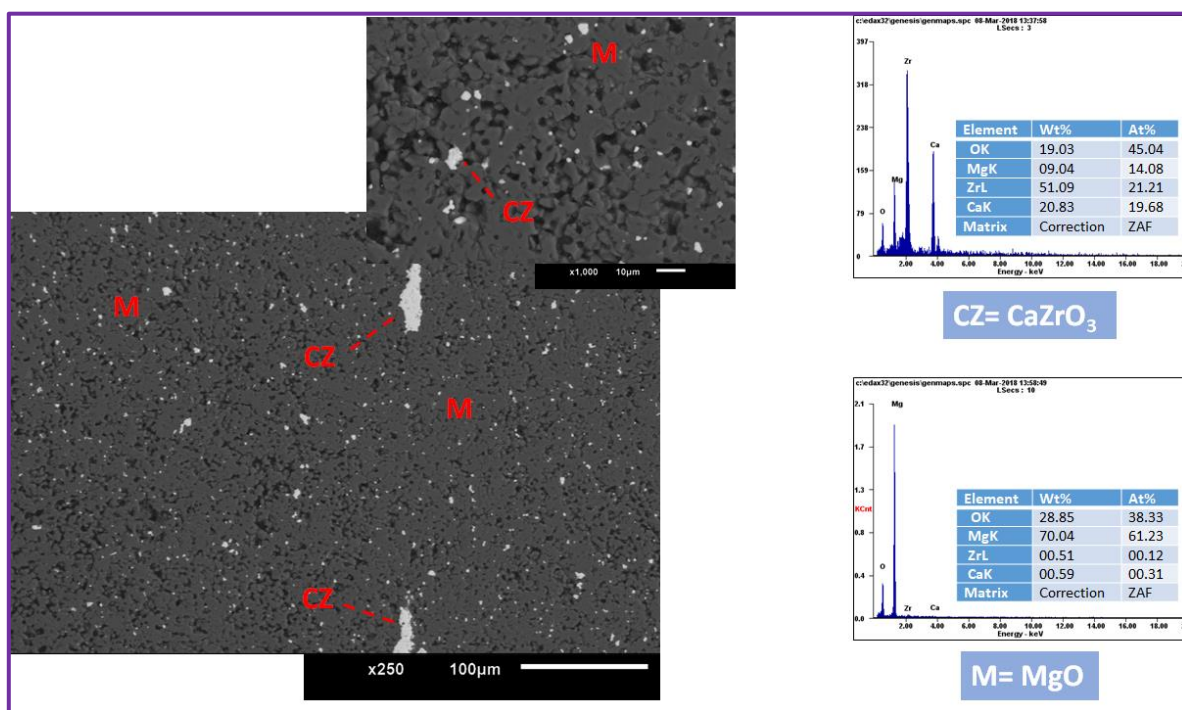 M
CZ
x1,000 10µm
M
CZ
M
CZ
x250 100µm
c:\edax32\genesis\genmaps.spc 08-Mar-2018 13:37:58
LSecs : 3
397
318
238
159
79
0
Zr
Ca
Mg
O
2.00 4.00 6.00 8.00 10.00 12.00 14.00 16.00 18.00
Energy - keV
Element Wt% At%
OK 19.03 45.04
MgK 09.04 14.08
ZrL 51.09 21.21
CaK 20.83 19.68
Matrix Correction ZAF
CZ= CaZrO₃
c:\edax32\genesis\genmaps.spc 08-Mar-2018 13:58:49
LSecs : 10
2.1
1.7
1.3
KCnt
0.8
0.4
0.0
Mg
O
Zr Ca
2.00 4.00 6.00 8.00 10.00 12.00 14.00 16.00 18.00
Energy - keV
Element Wt% At%
OK 28.85 38.33
MgK 70.04 61.23
ZrL 00.51 00.12
CaK 00.59 00.31
Matrix Correction ZAF
M= MgO